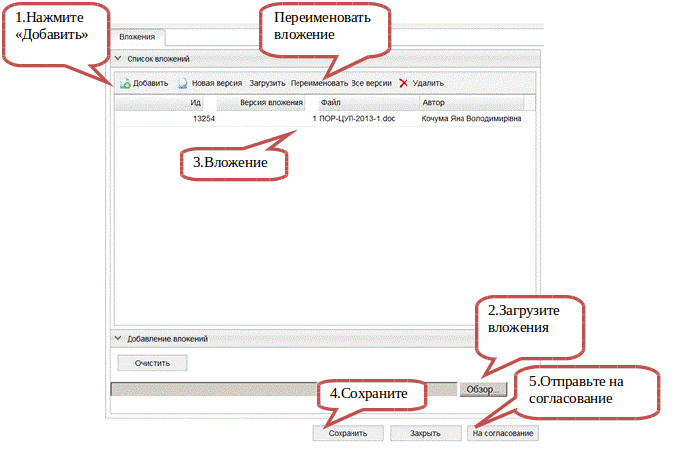 1.Нажмите
«Добавить»
Переименовать
вложение
Вложения
Список вложений
Добавить Новая версия Загрузить Переименовать Все версии Удалить
Ид Версия вложения Файл Автор
13254 1 ПОР-ЦУП-2013-1.doc Кочума Яна Володимирівна
3.Вложение
2.Загрузите
вложения
Добавление вложений
Очистить
Обзор...
5.Отправьте на
согласование
4.Сохраните
Сохранить Закрыть На согласование